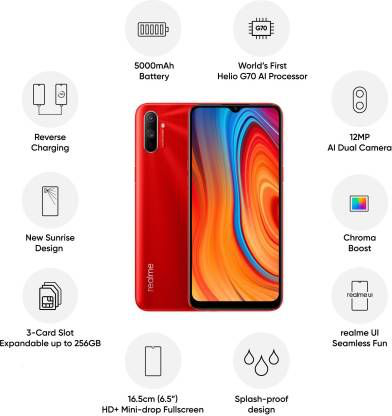 5000mAh
Battery
G70
World's First
Helio G70 AI Processor
Reverse
Charging
12MP
AI Dual Camera
New Sunrise
Design
Chroma
Boost
realme
3-Card Slot
Expandable up to 256GB
realme UI
realme UI
Seamless Fun
16.5cm (6.5")
HD+ Mini-drop Fullscreen
Splash-proof
design